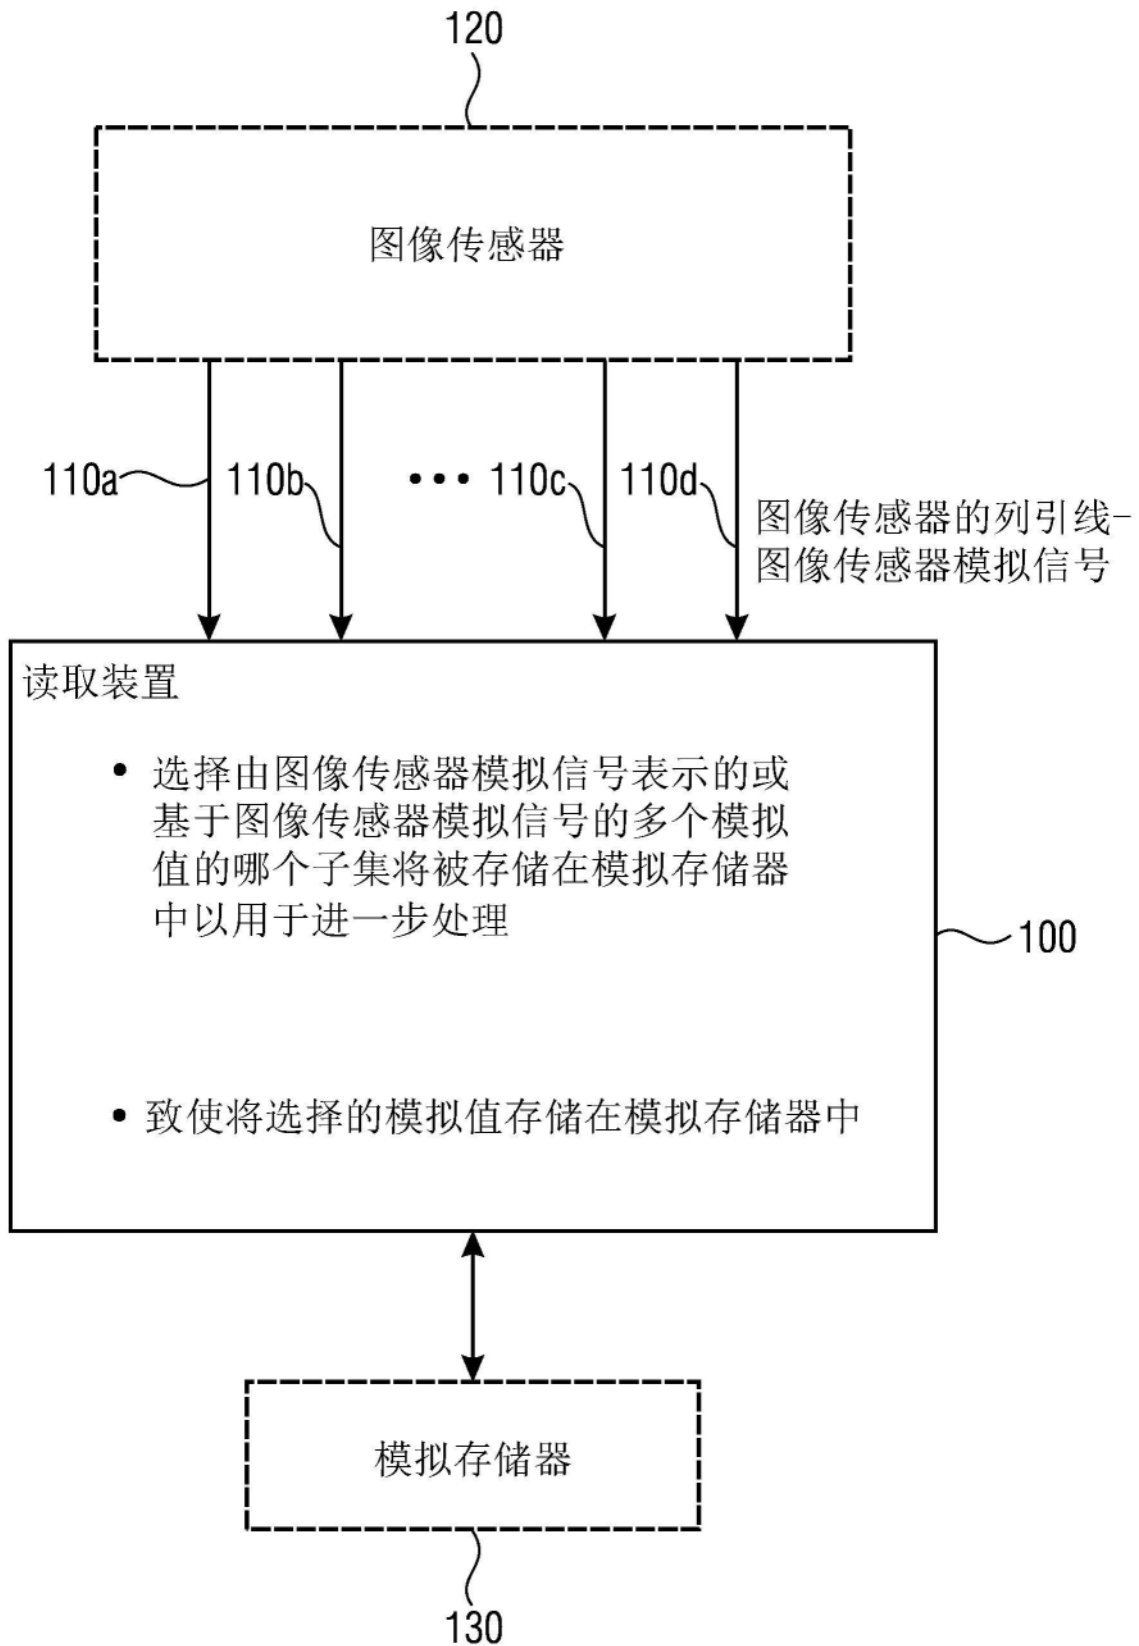 120
图像传感器
110a
110b
••• 110c
110d
图像传感器的列引线-
图像传感器模拟信号
读取装置
• 选择由图像传感器模拟信号表示的或
基于图像传感器模拟信号的多个模拟
值的哪个子集将被存储在模拟存储器
中以用于进一步处理
100
• 致使将选择的模拟值存储在模拟存储器中
模拟存储器
130